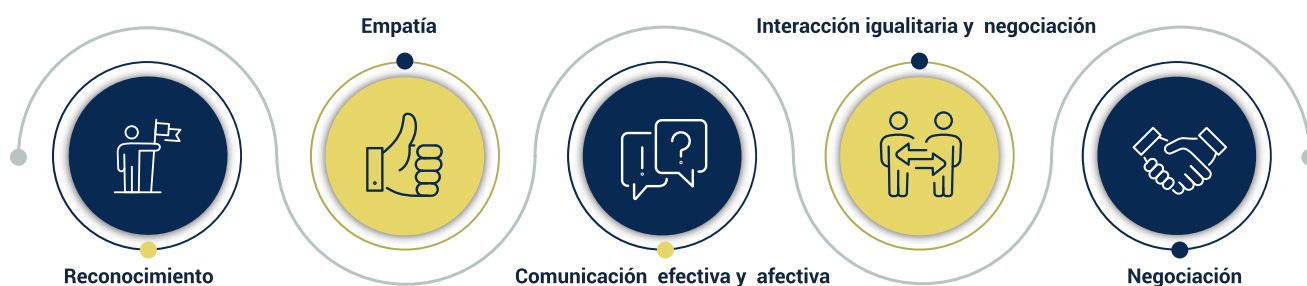 Reconocimiento
Empatía
Comunicación efectiva y afectiva
Interacción igualitaria y negociación
Negociación